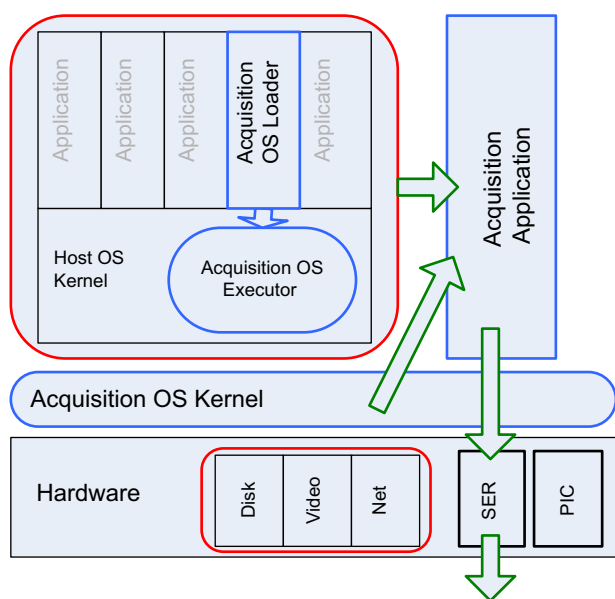 Application
Application
Application
Acquisition
OS Loader
Application
Host OS
Kernel
Acquisition OS
Executor
Acquisition
Application
Acquisition OS Kernel
Hardware
Disk
Video
Net
SER
PIC